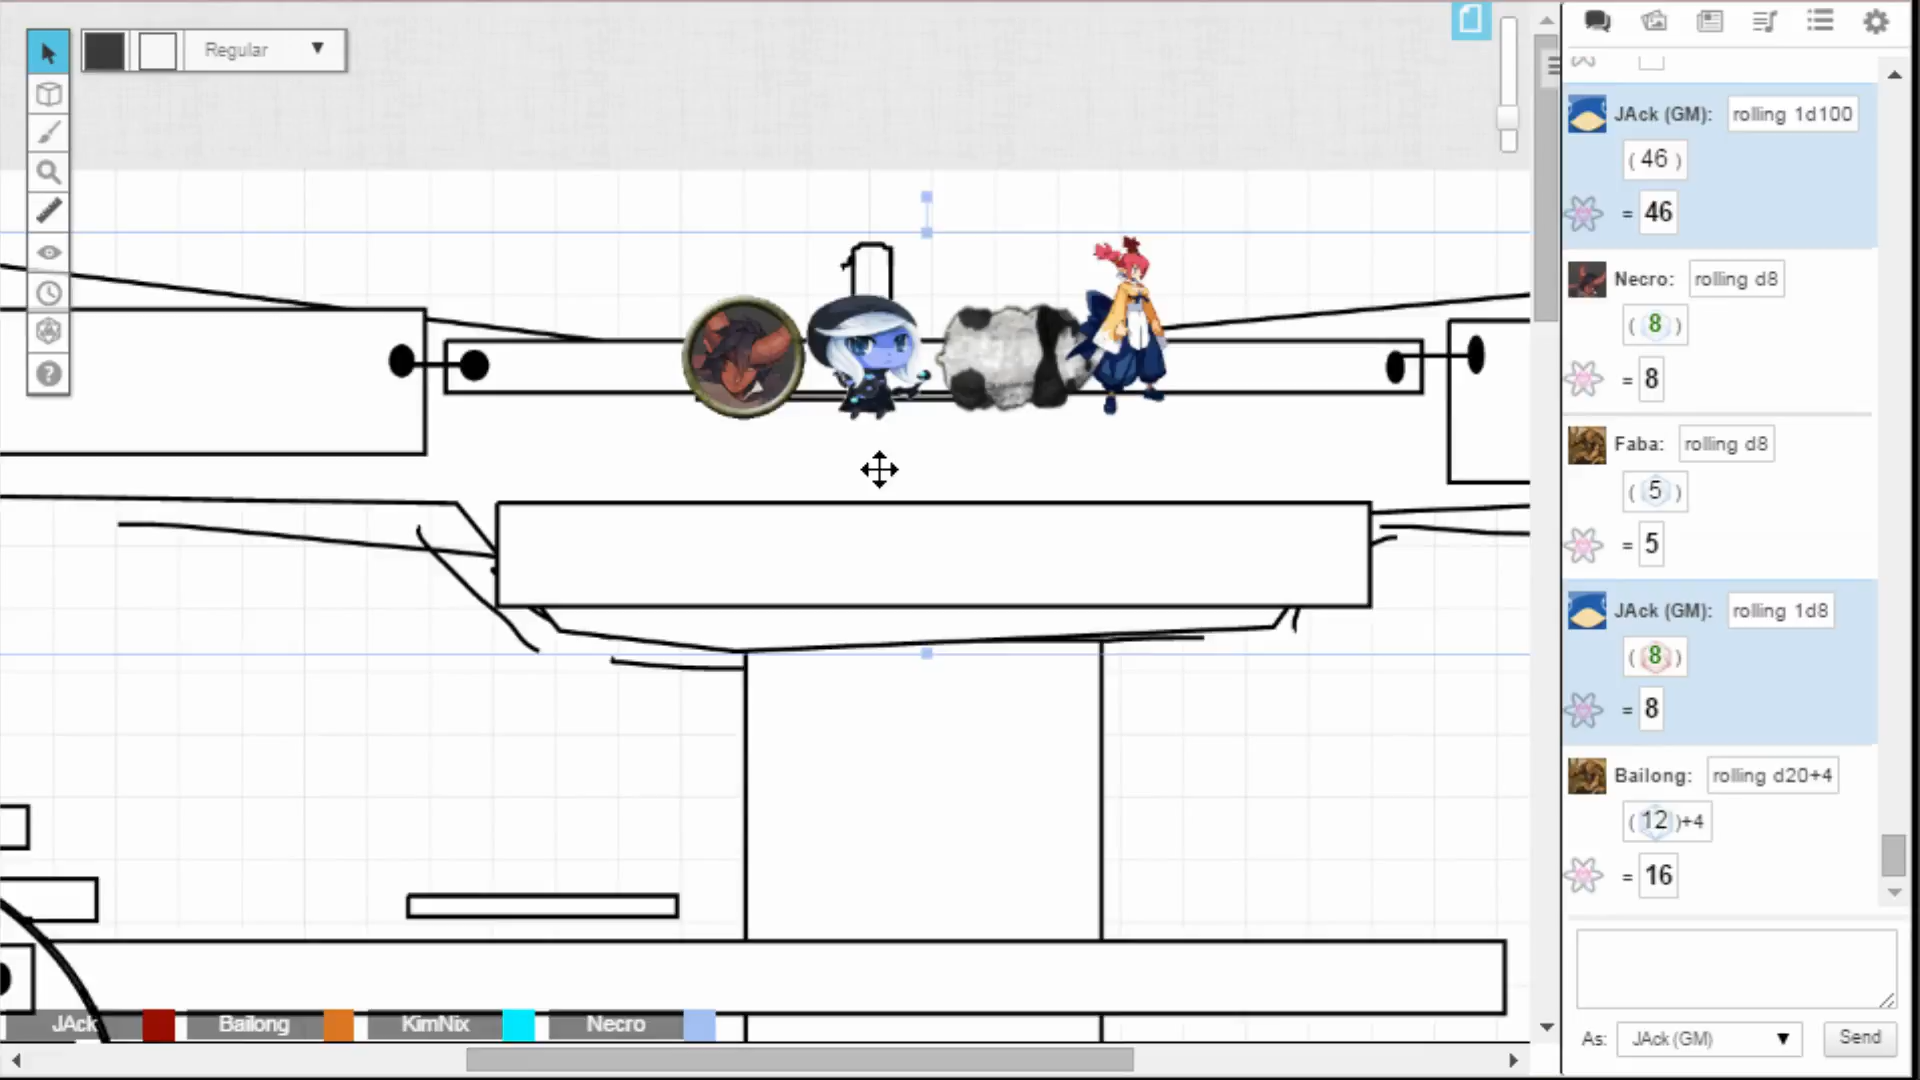 Regular
JAck (GM): rolling 1d100
( 46 )
= 46
Necro: rolling d8
( 8 )
= 8
Faba: rolling d8
( 5 )
= 5
JAck (GM): rolling 1d8
( 8 )
= 8
Bailong: rolling d20+4
( 12 )+4
= 16
As: JAck (GM) Send
JAck Bailong KimNix Necro